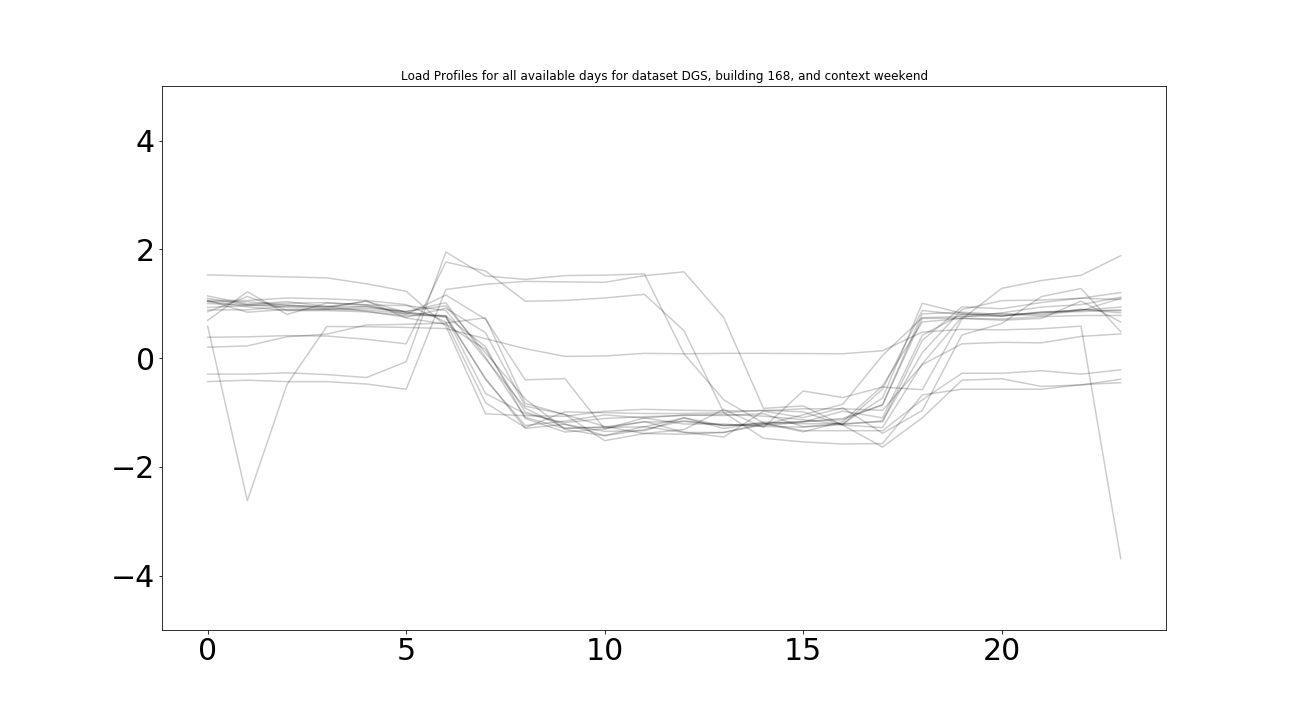 Load Profiles for all available days for dataset DGS, building 168, and context weekend
4
2
0
−2
−4
0 5 10 15 20